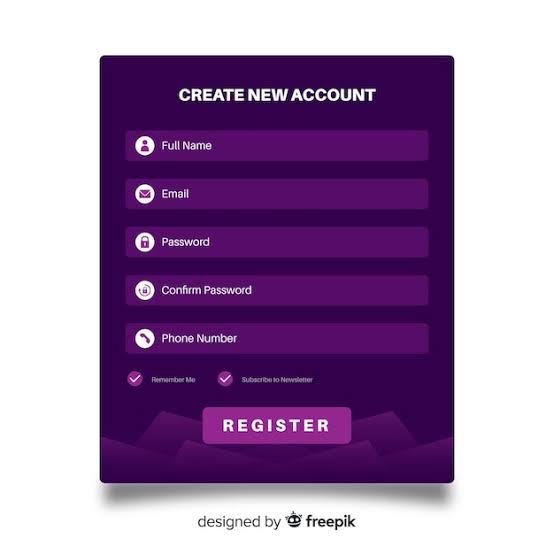 CREATE NEW ACCOUNT
Full Name
Email
Password
Confirm Password
Phone Number
Remember Me Subscribe to Newsletter
REGISTER
designed by freepik